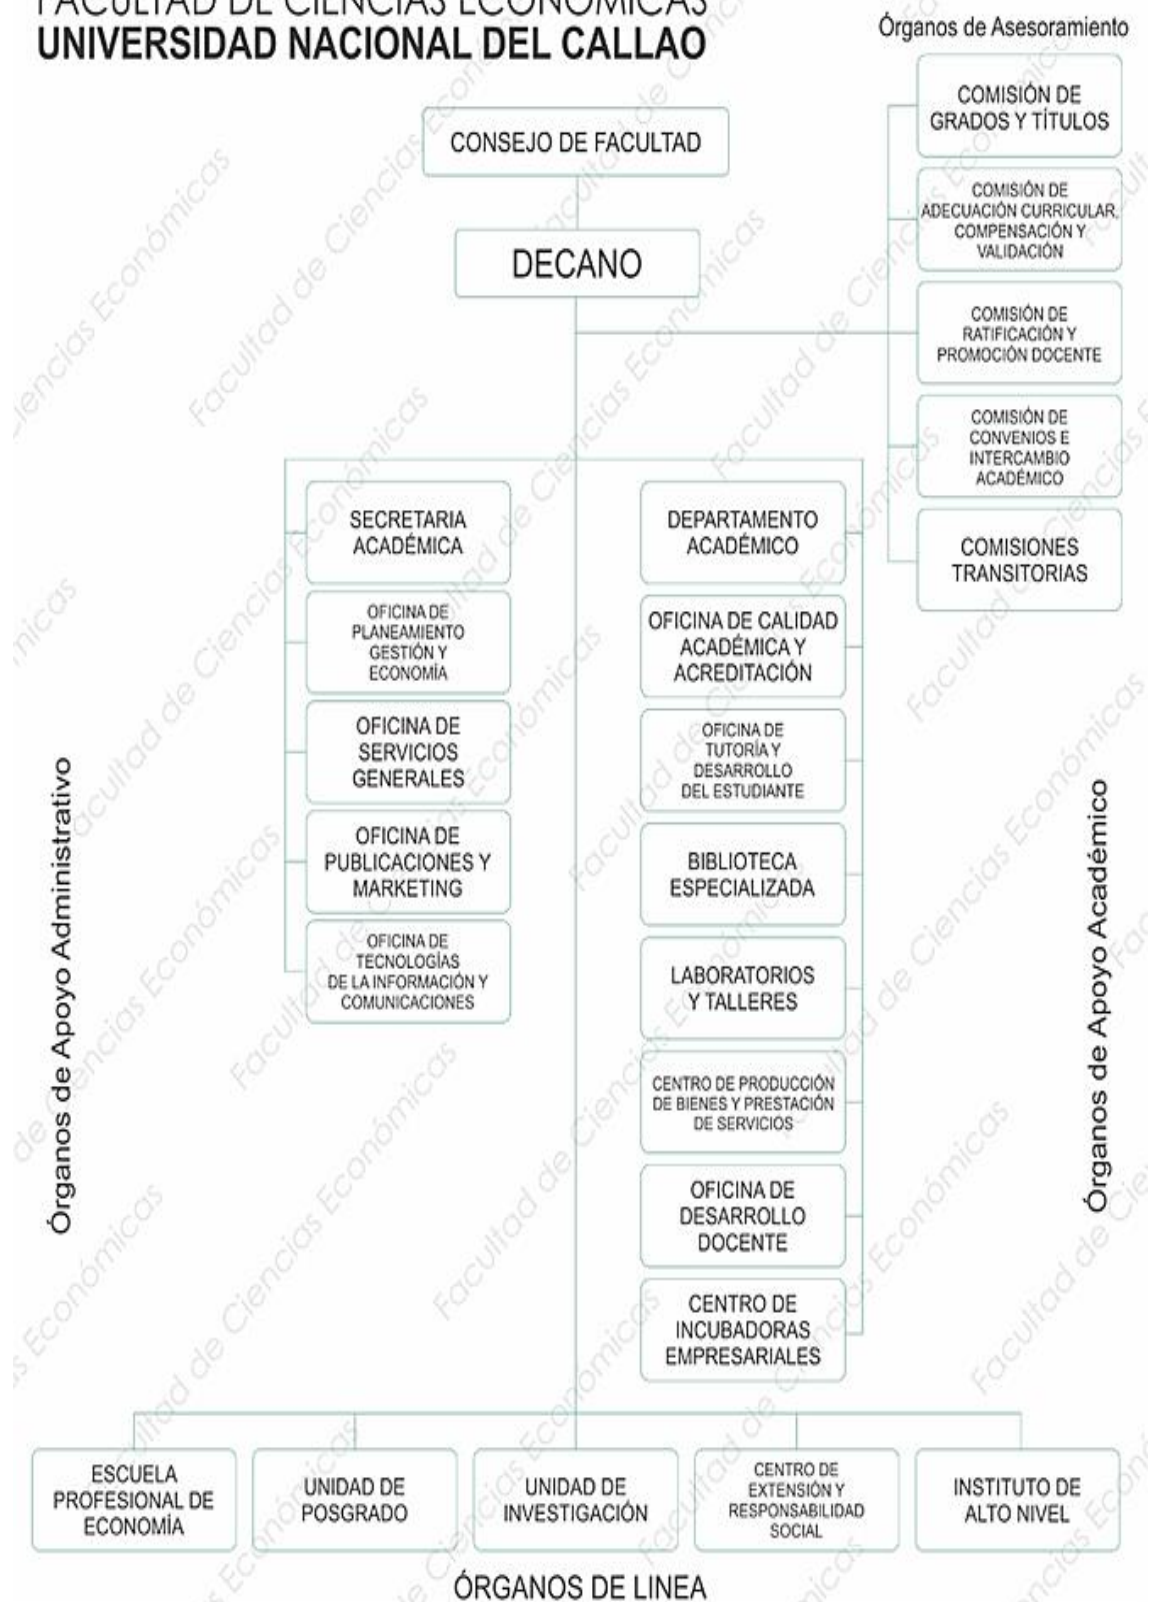 FACULTAD DE CIENCIAS ECONÓMICAS
UNIVERSIDAD NACIONAL DEL CALLAO
Órganos de Asesoramiento
CONSEJO DE FACULTAD
DECANO
COMISIÓN DE
GRADOS Y TÍTULOS
COMISIÓN DE
ADECUACIÓN CURRICULAR,
COMPENSACIÓN Y
VALIDACIÓN
COMISIÓN DE
RATIFICACIÓN Y
PROMOCIÓN DOCENTE
COMISIÓN DE
CONVENIOS E
INTERCAMBIO
ACADÉMICO
COMISIONES
TRANSITORIAS
Órganos de Apoyo Administrativo
SECRETARIA
ACADÉMICA
OFICINA DE
PLANEAMIENTO
GESTIÓN Y
ECONOMÍA
OFICINA DE
SERVICIOS
GENERALES
OFICINA DE
PUBLICACIONES Y
MARKETING
OFICINA DE
TECNOLOGÍAS
DE LA INFORMACIÓN Y
COMUNICACIONES
DEPARTAMENTO
ACADÉMICO
OFICINA DE CALIDAD
ACADÉMICA Y
ACREDITACIÓN
OFICINA DE
TUTORÍA Y
DESARROLLO
DEL ESTUDIANTE
BIBLIOTECA
ESPECIALIZADA
LABORATORIOS
Y TALLERES
CENTRO DE PRODUCCIÓN
DE BIENES Y PRESTACIÓN
DE SERVICIOS
OFICINA DE
DESARROLLO
DOCENTE
CENTRO DE
INCUBADORAS
EMPRESARIALES
Órganos de Apoyo Académico
ESCUELA
PROFESIONAL DE
ECONOMÍA
UNIDAD DE
POSGRADO
UNIDAD DE
INVESTIGACIÓN
CENTRO DE
EXTENSIÓN Y
RESPONSABILIDAD
SOCIAL
INSTITUTO DE
ALTO NIVEL
ÓRGANOS DE LINEA
Facultad de Ciencias Económicas